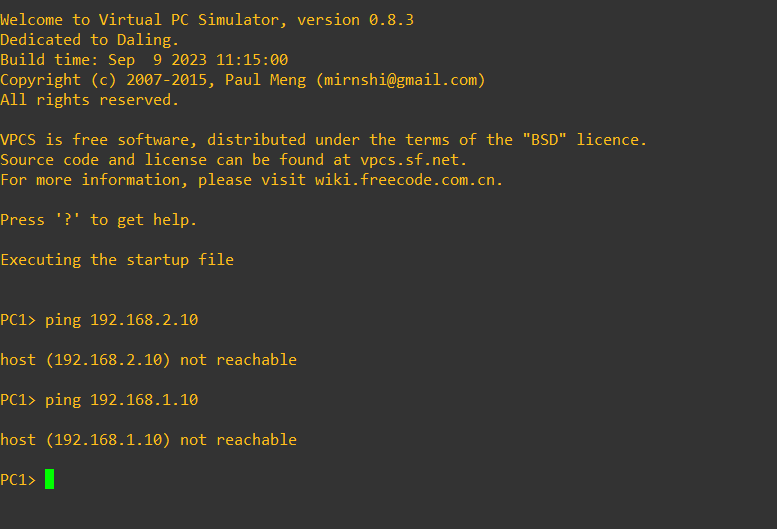 Welcome to Virtual PC Simulator, version 0.8.3
Dedicated to Daling.
Build time: Sep  9 2023 11:15:00
Copyright (c) 2007-2015, Paul Meng (mirnshi@gmail.com)
All rights reserved.
VPCS is free software, distributed under the terms of the "BSD" licence.
Source code and license can be found at vpcs.sf.net.
For more information, please visit wiki.freecode.com.cn.
Press '?' to get help.
Executing the startup file
PC1> ping 192.168.2.10
host (192.168.2.10) not reachable
PC1> ping 192.168.1.10
host (192.168.1.10) not reachable
PC1>